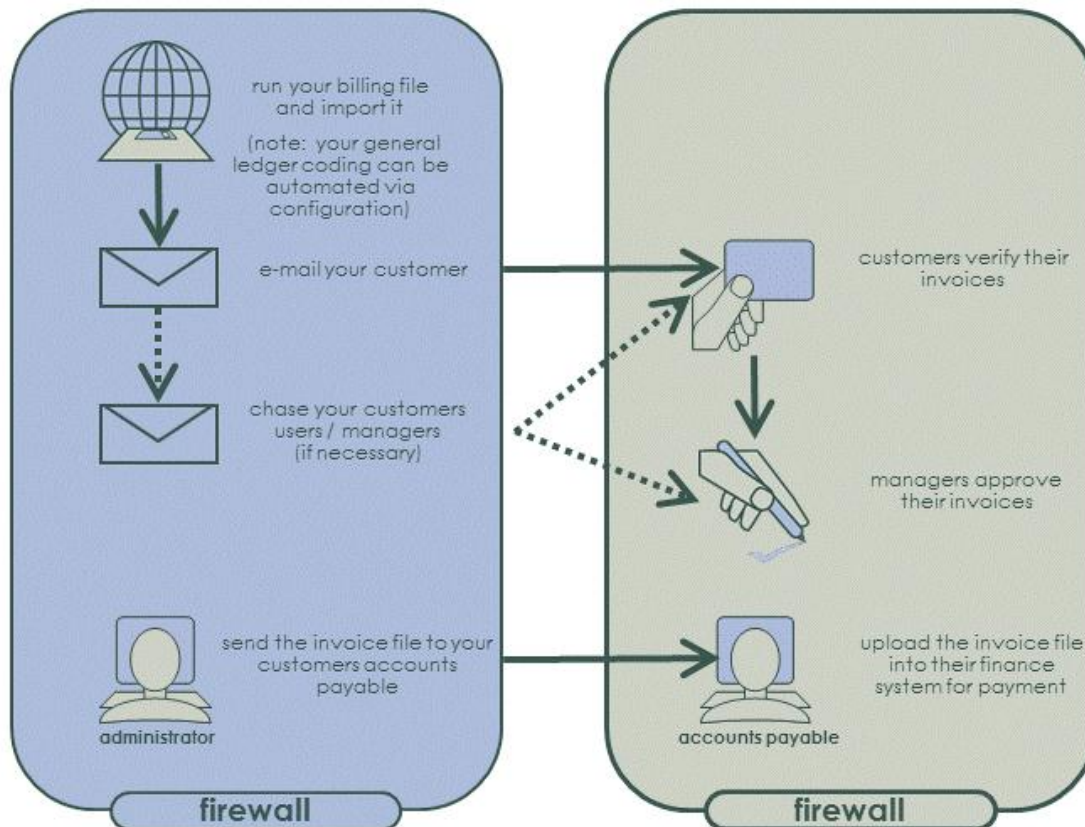 run your billing file
and import it
(note: your general
ledger coding can be
automated via
configuration)
e-mail your customer
chase your customers
users / managers
(if necessary)
send the invoice file to your
customers accounts
payable
administrator
firewall
customers verify their
invoices
managers approve
their invoices
upload the invoice file
into their finance
system for payment
accounts payable
firewall